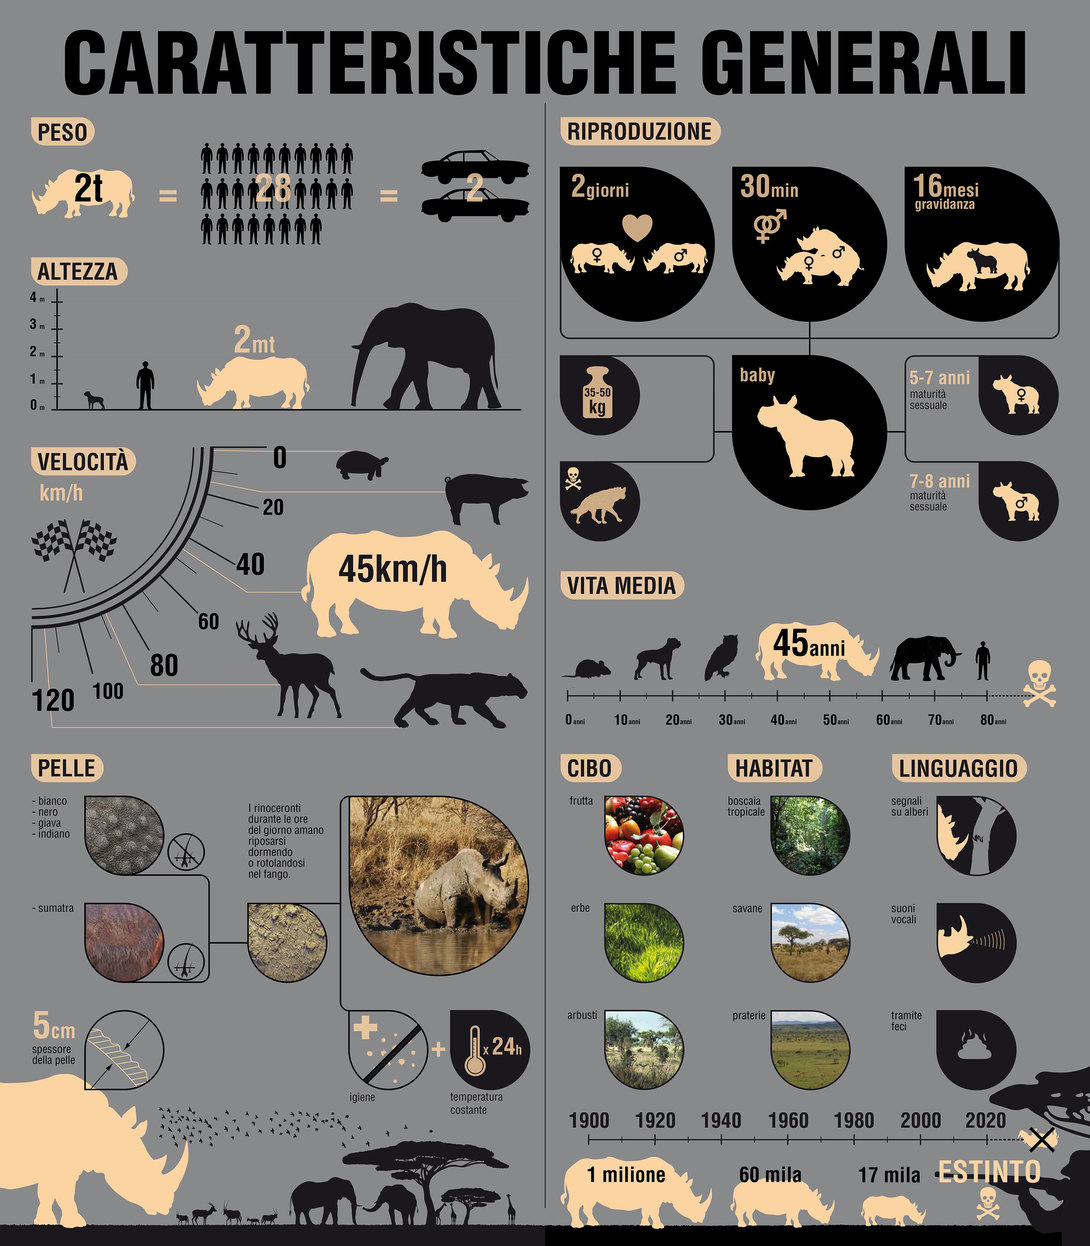 CARATTERISTICHE GENERALI
PESO
2t
=
28
=
2
ALTEZZA
4 m
3 m
2 m
1 m
0 m
2mt
VELOCITÀ
km/h
0
20
40
60
80
100
120
45km/h
PELLE
- bianco
- nero
- giava
- indiano
- sumatra
I rinoceronti
durante le ore
del giorno amano
riposarsi
dormendo
o rotolandosi
nel fango.
5cm
spessore
della pelle
igiene
+
x 24h
temperatura
costante
RIPRODUZIONE
2giorni
♀
♂
30min
♀
♂
16mesi
gravidanza
35-50
kg
baby
5-7 anni
maturità
sessuale
♀
7-8 anni
maturità
sessuale
♂
VITA MEDIA
45anni
0anni
10anni
20anni
30anni
40anni
50anni
60anni
70anni
80anni
CIBO
frutta
erbe
arbusti
HABITAT
boscaia
tropicale
savane
praterie
LINGUAGGIO
segnali
su alberi
suoni
vocali
tramite
feci
1900
1920
1940
1960
1980
2000
2020
1 milione
60 mila
17 mila
ESTINTO